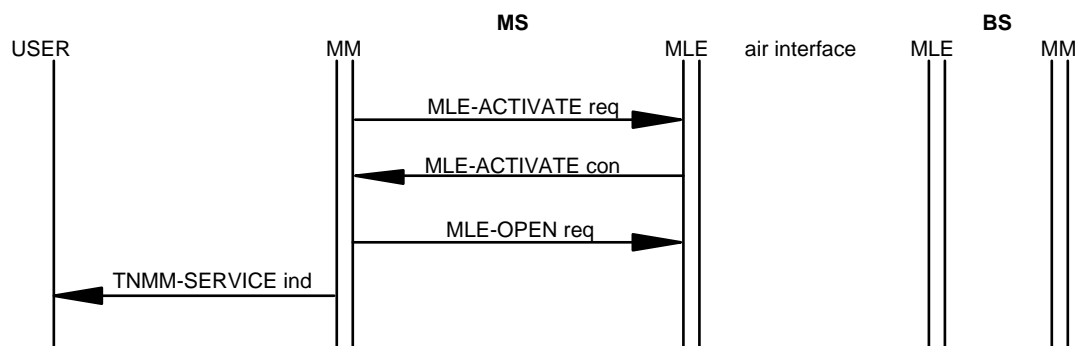 MS BS
USER MM MLE air interface MLE MM
MLE-ACTIVATE req
MLE-ACTIVATE con
MLE-OPEN req
TNMM-SERVICE ind